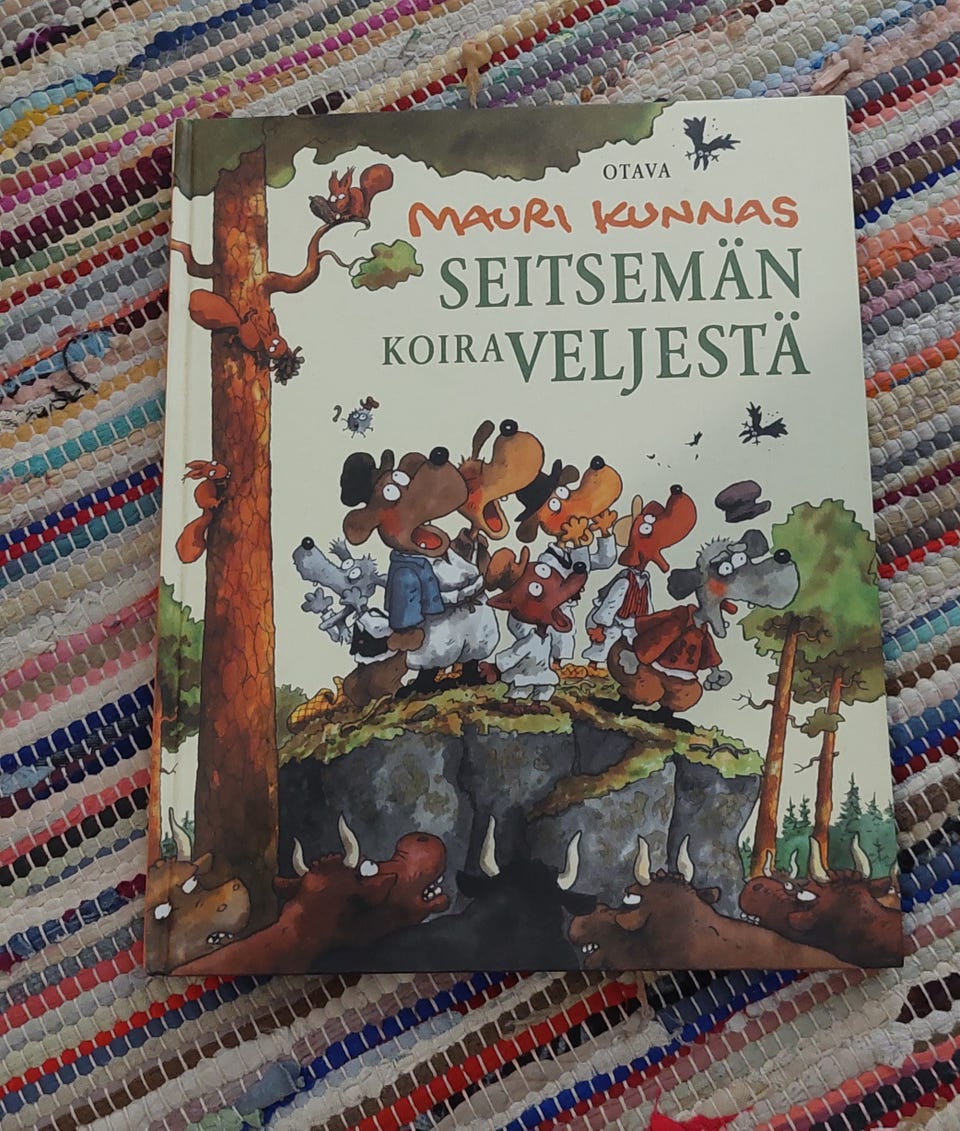 OTAVA
MAURI KUNNAS
SEITSEMÄN
KOIRAVELJESTÄ